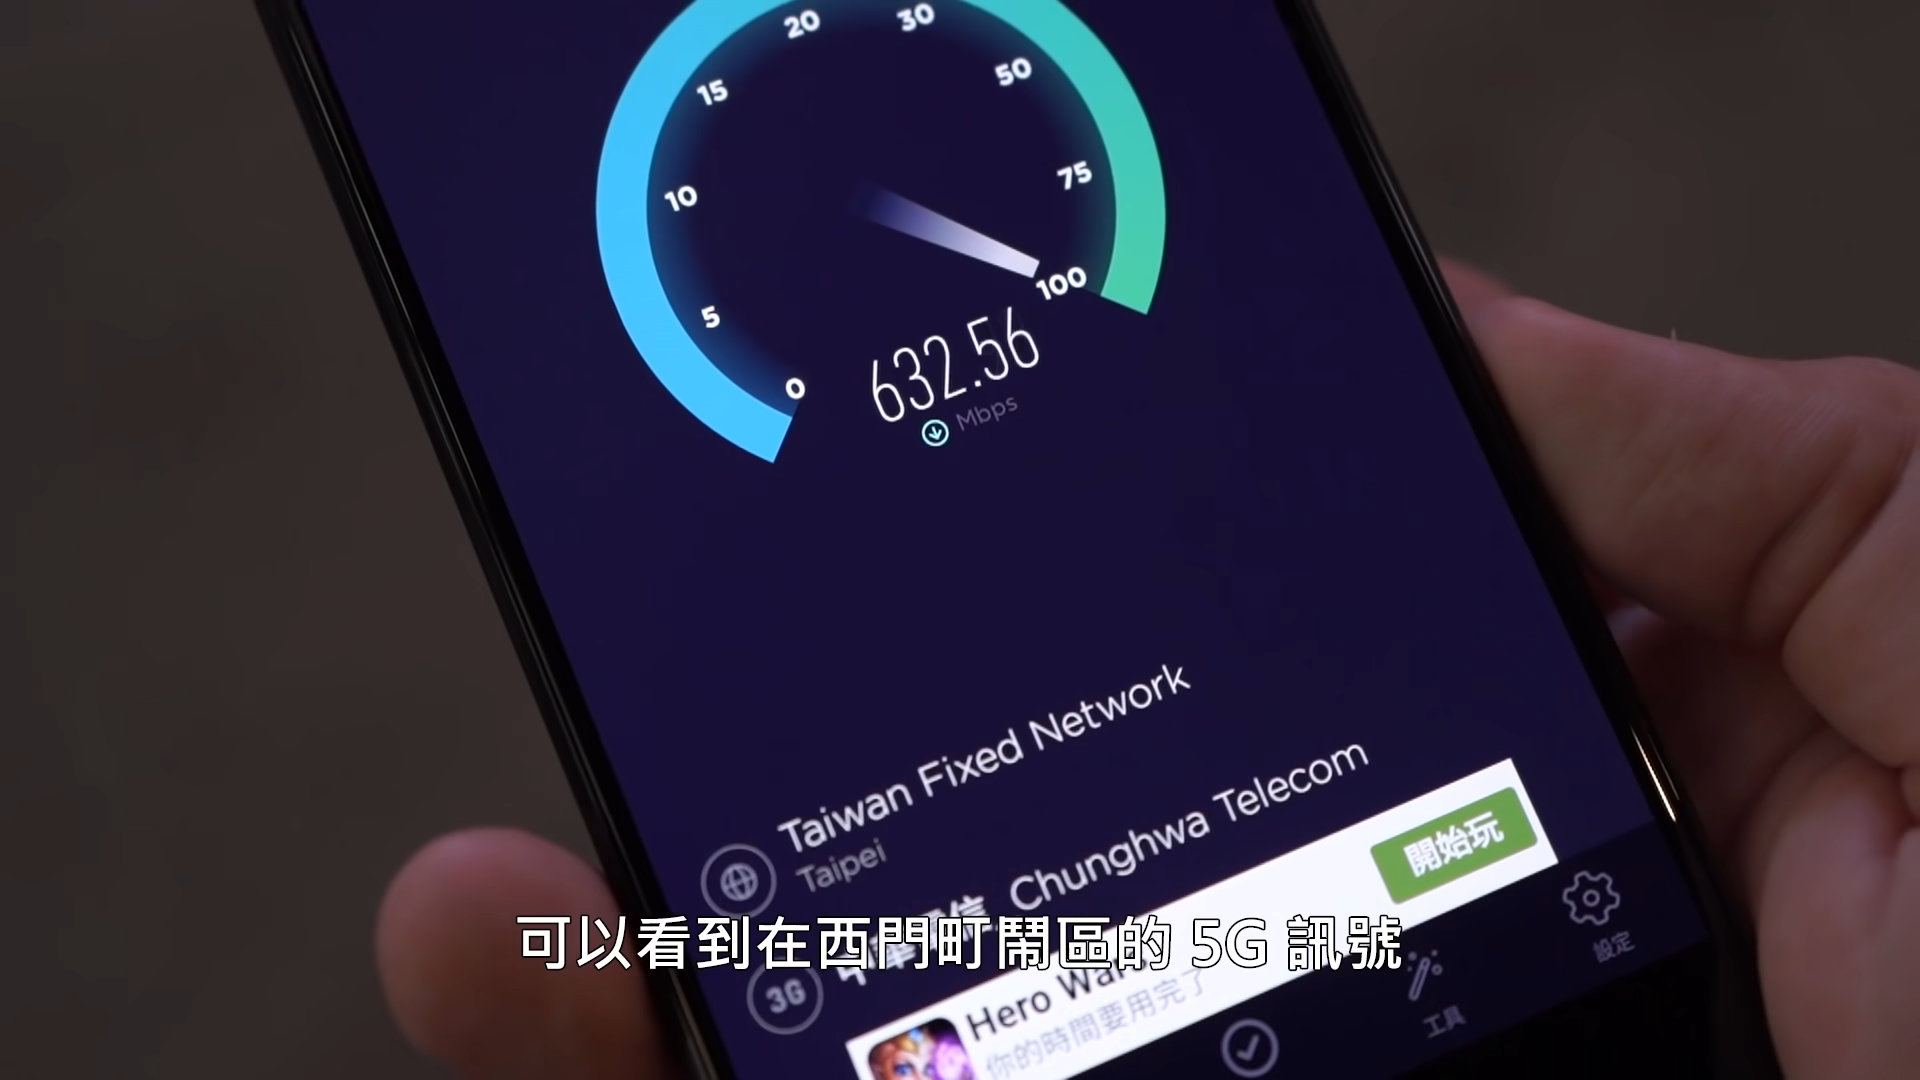 20
30
15
50
10
75
5
100
0
632.56
Mbps
Taiwan Fixed Network
Taipei
Chunghwa Telecom
3G
開始玩
Hero Wars
你的時間要用完了
設定
工具
可以看到在西門町鬧區的 5G 訊號